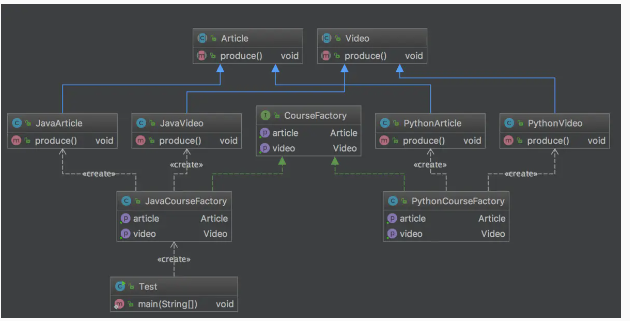 Article
produce() void
Video
produce() void
JavaArticle
produce() void
JavaVideo
produce() void
CourseFactory
article Article
video Video
PythonArticle
produce() void
PythonVideo
produce() void
«create»
«create»
«create»
«create»
JavaCourseFactory
article Article
video Video
PythonCourseFactory
article Article
video Video
«create»
Test
main(String[]) void